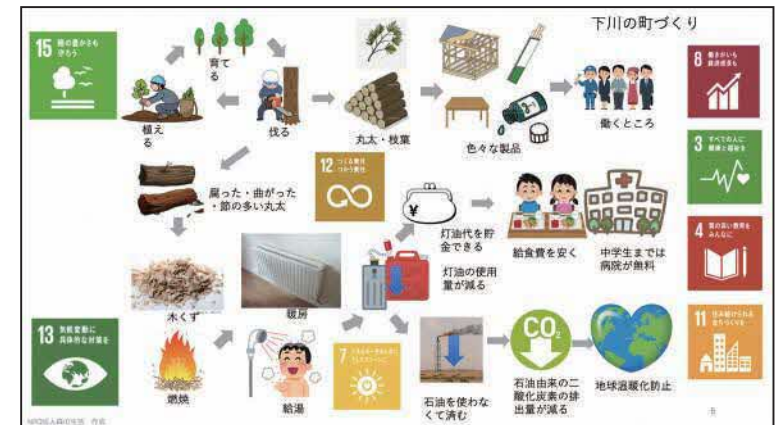 下川の町づくり
15 陸の豊かさも
守ろう
育て
る
植え
る
伐る
丸太・枝葉
色々な製品
働くところ
8 働きがいも
経済成長も
3 すべての人に
健康と福祉を
腐った・曲がった
・節の多い丸太
12 つくる責任
つかう責任
¥
灯油代を貯
金できる
灯油の使用
量が減る
給食費を安く
中学生までは
病院が無料
4 質の高い教育を
みんなに
木くず
暖房
13 気候変動に
具体的な対策を
燃焼
給湯
7
石油を使わな
くて済む
CO2
石油由来の二
酸化炭素の排
出量が減る
地球温暖化防止
11 住み続けられる
まちづくりを